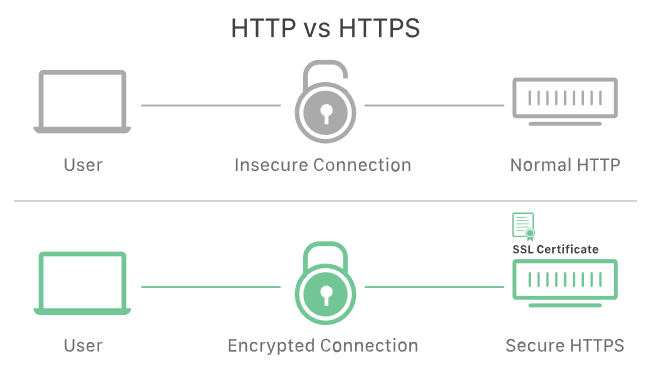 HTTP vs HTTPS
User
Insecure Connection
Normal HTTP
SSL Certificate
User
Encrypted Connection
Secure HTTPS